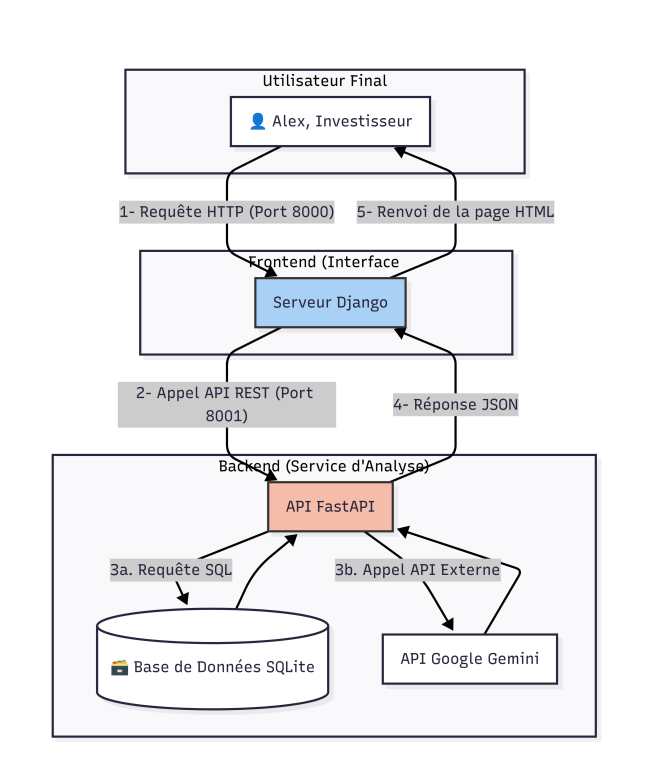 Utilisateur Final
👤 Alex, Investisseur
1- Requête HTTP (Port 8000)
5- Renvoi de la page HTML
Frontend (Interface
Serveur Django
2- Appel API REST (Port
8001)
4- Réponse JSON
Backend (Service d'Analyse)
API FastAPI
3a. Requête SQL
3b. Appel API Externe
🗃️ Base de Données SQLite
API Google Gemini